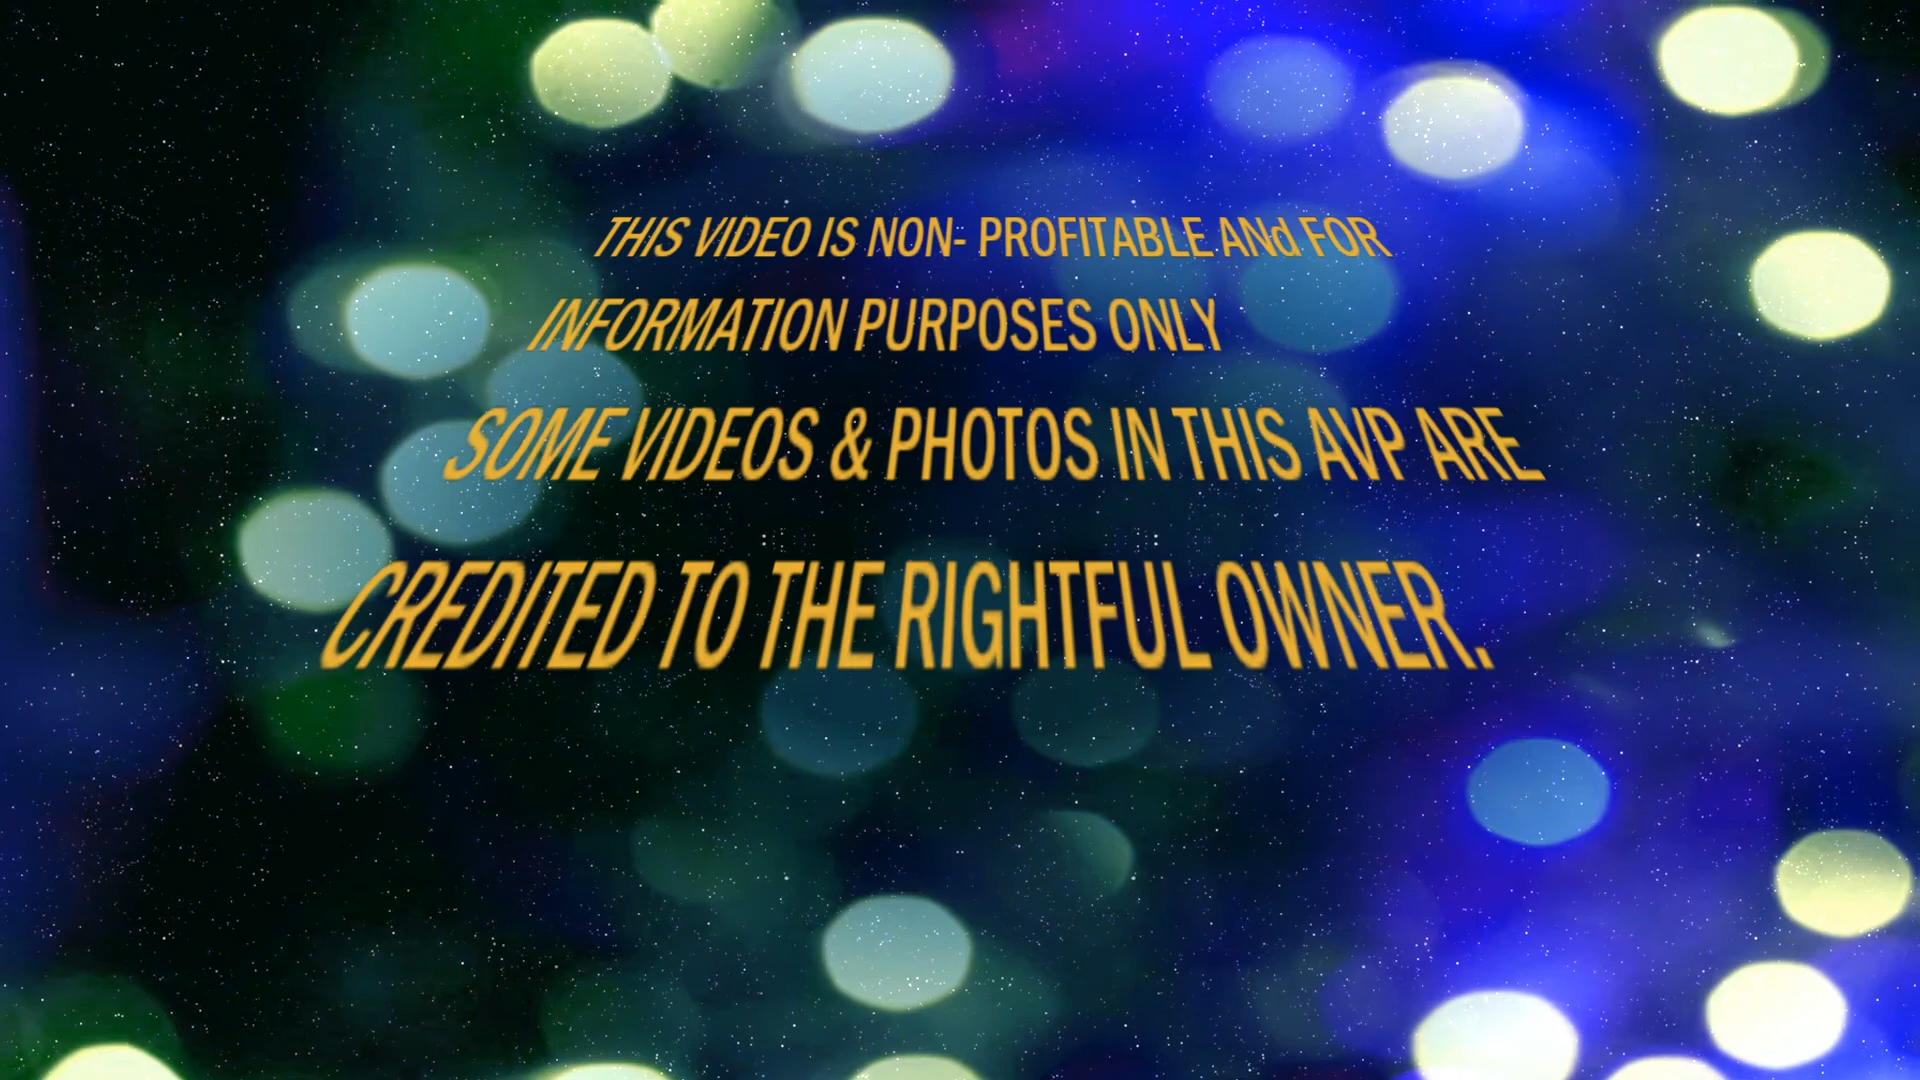 THIS VIDEO IS NON- PROFITABLE ANd FOR
INFORMATION PURPOSES ONLY
SOME VIDEOS & PHOTOS IN THIS AVP ARE
CREDITED TO THE RIGHTFUL OWNER.